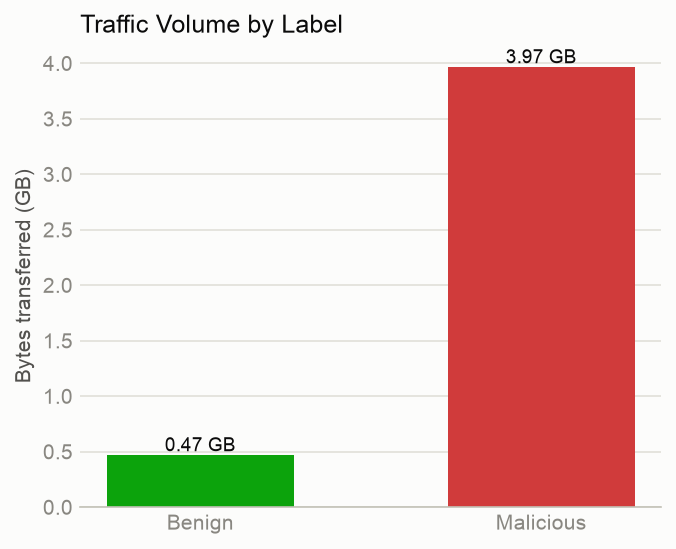 Traffic Volume by Label
Bytes transferred (GB)
4.0
3.5
3.0
2.5
2.0
1.5
1.0
0.5
0.0
3.97 GB
0.47 GB
Benign
Malicious